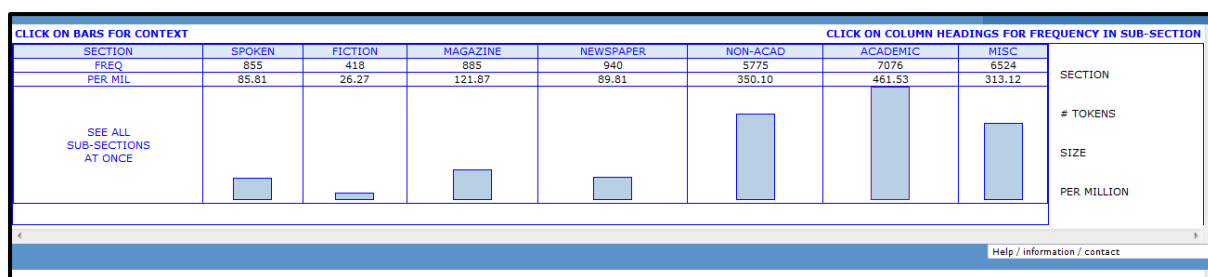 CLICK ON BARS FOR CONTEXT CLICK ON COLUMN HEADINGS FOR FREQUENCY IN SUB-SECTION
SECTION SPOKEN FICTION MAGAZINE NEWSPAPER NON-ACAD ACADEMIC MISC
FREQ 855 418 885 940 5775 7076 6524
PER MIL 85.81 26.27 121.87 89.81 350.10 461.53 313.12
SEE ALL
SUB-SECTIONS
AT ONCE
SECTION
# TOKENS
SIZE
PER MILLION
Help / information / contact